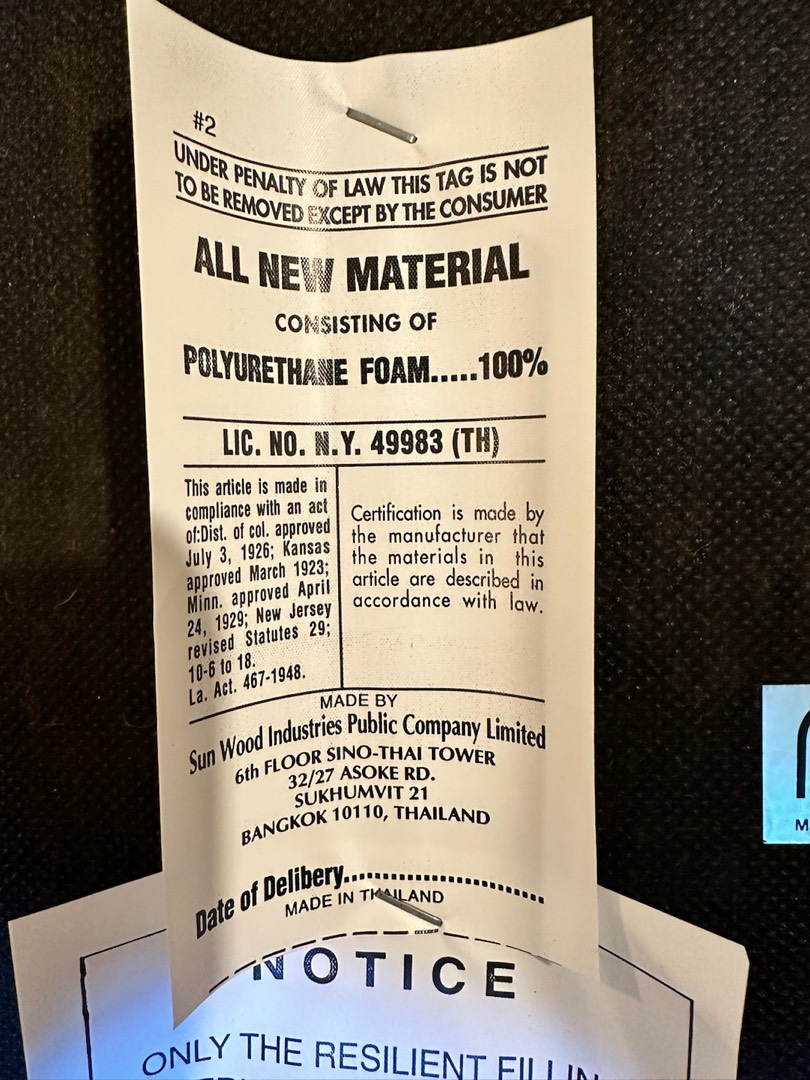 #2
UNDER PENALTY OF LAW THIS TAG IS NOT
TO BE REMOVED EXCEPT BY THE CONSUMER
ALL NEW MATERIAL
CONSISTING OF
POLYURETHANE FOAM.....100%
LIC. NO. N.Y. 49983 (TH)
This article is made in
compliance with an act
of:Dist. of col. approved
July 3, 1926; Kansas
approved March 1923;
Minn. approved April
24, 1929; New Jersey
revised Statutes 29;
10-6 to 18.
La. Act. 467-1948.
Certification is made by
the manufacturer that
the materials in this
article are described in
accordance with law.
MADE BY
Sun Wood Industries Public Company Limited
6th FLOOR SINO-THAI TOWER
32/27 ASOKE RD.
SUKHUMVIT 21
BANGKOK 10110, THAILAND
Date of Delibery..............................
MADE IN THAILAND
NOTICE
ONLY THE RESILIENT